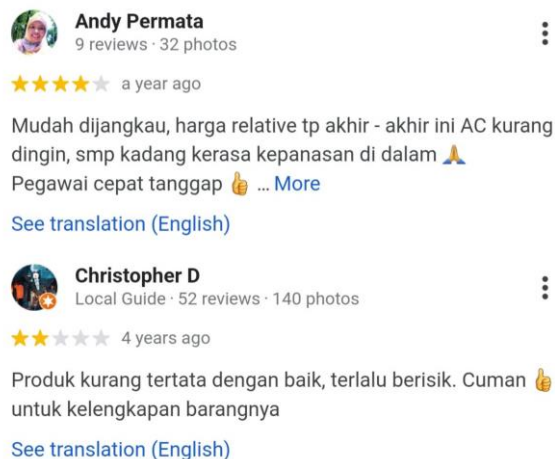 Andy Permata
9 reviews · 32 photos
a year ago
Mudah dijangkau, harga relative tp akhir - akhir ini AC kurang
dingin, smp kadang kerasa kepanasan di dalam 🙏
Pegawai cepat tanggap 👍 ... More
See translation (English)
Christopher D
Local Guide · 52 reviews · 140 photos
4 years ago
Produk kurang tertata dengan baik, terlalu berisik. Cuman 👍
untuk kelengkapan barangnya
See translation (English)